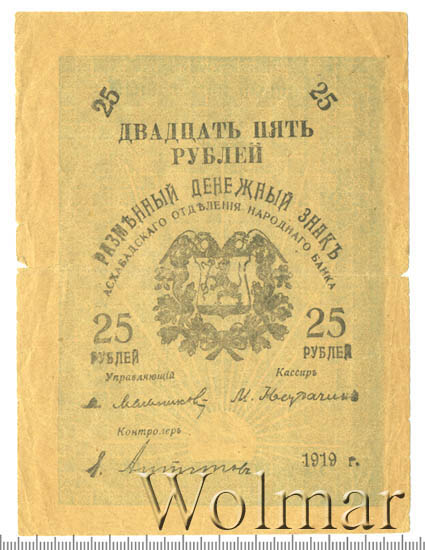 25 25
ДВАДЦАТЬ ПЯТЬ
РУБЛЕЙ
РАЗМѢННЫЙ ДЕНЕЖНЫЙ ЗНАКЪ
АСХАБАДСКАГО ОТДѢЛЕНІЯ НАРОДНАГО БАНКА
25 25
РУБЛЕЙ РУБЛЕЙ
Управляющій Кассиръ
М.
Контролеръ
1919 г.
Wolmar